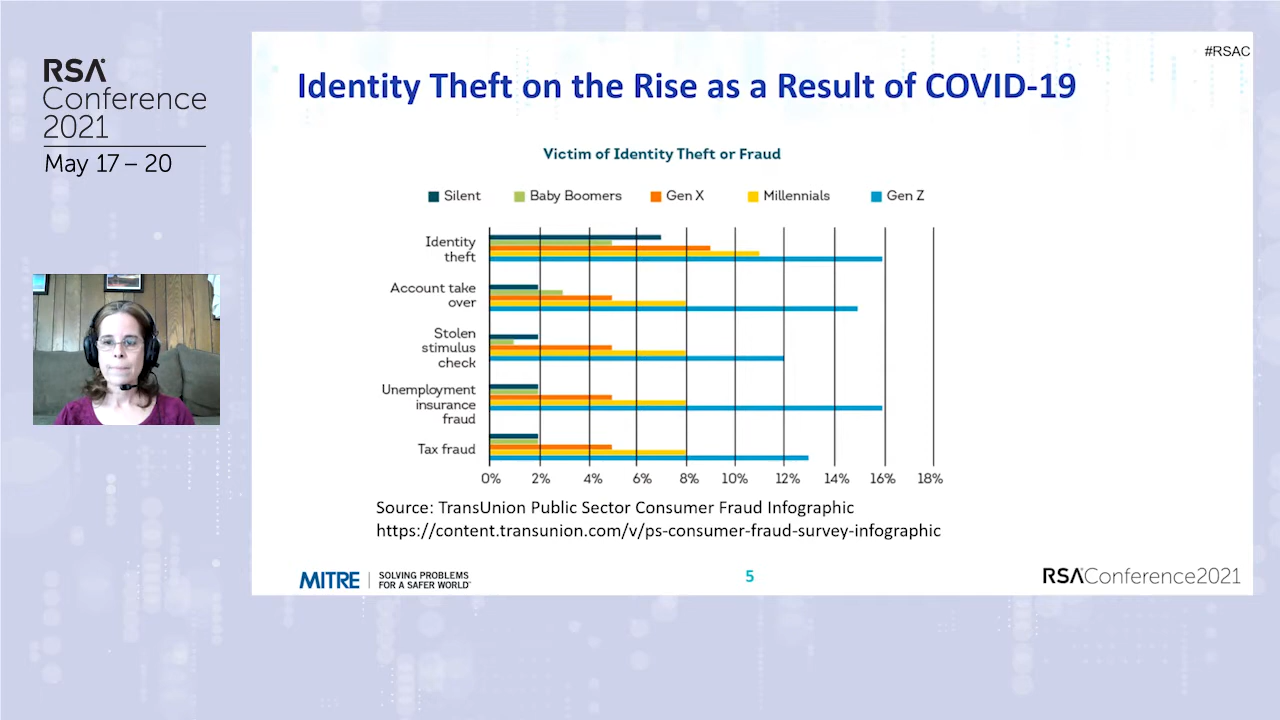 RSA
Conference
2021
May 17 – 20
#RSAC
Identity Theft on the Rise as a Result of COVID-19
Victim of Identity Theft or Fraud
Silent Baby Boomers Gen X Millennials Gen Z
Identity
theft
Account take
over
Stolen
stimulus
check
Unemployment
insurance
fraud
Tax fraud
0% 2% 4% 6% 8% 10% 12% 14% 16% 18%
Source: TransUnion Public Sector Consumer Fraud Infographic
https://content.transunion.com/v/ps-consumer-fraud-survey-infographic
MITRE
SOLVING PROBLEMS
FOR A SAFER WORLD
5
RSAConference2021